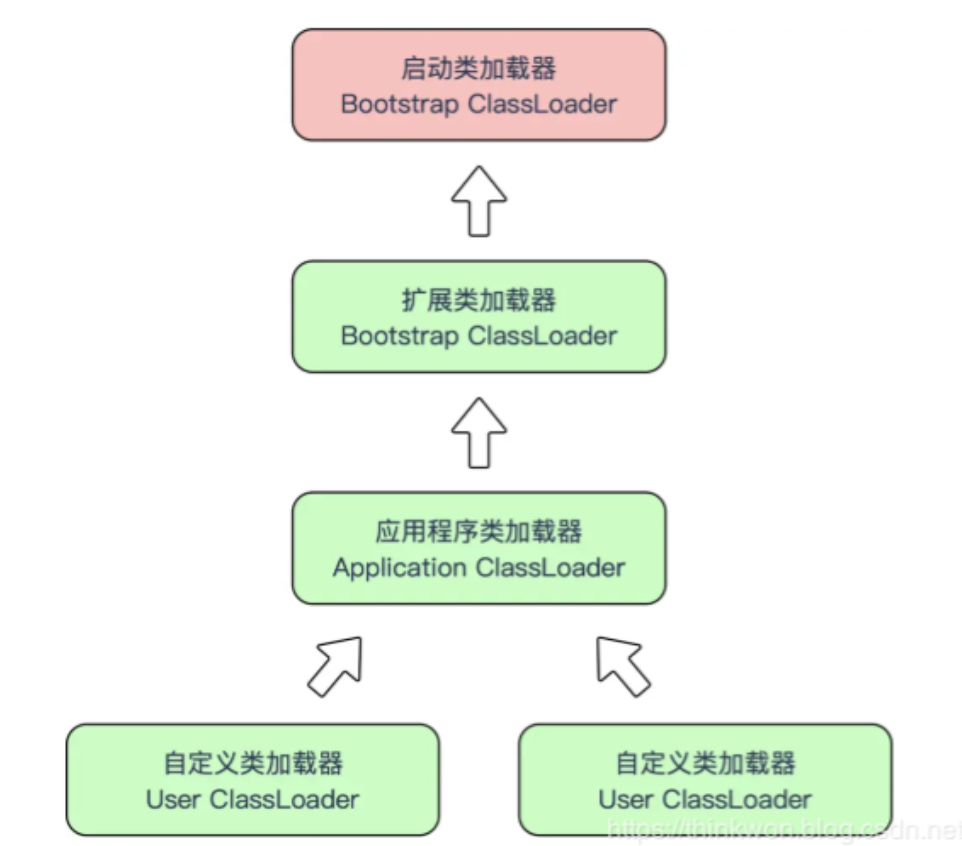 启动类加载器
Bootstrap ClassLoader
扩展类加载器
Bootstrap ClassLoader
应用程序类加载器
Application ClassLoader
自定义类加载器
User ClassLoader
自定义类加载器
User ClassLoader
https://thinkwon.blog.csdn.net